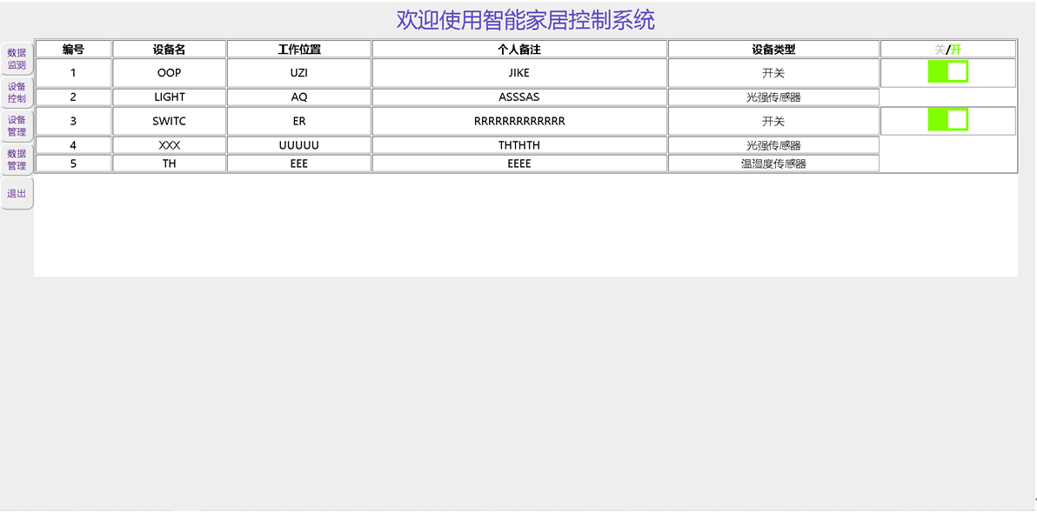 欢迎使用智能家居控制系统
数据
监测
设备
控制
设备
管理
数据
管理
退出
编号 设备名 工作位置 个人备注 设备类型 关/开
1 OOP UZI JIKE 开关
2 LIGHT AQ ASSSAS 光强传感器
3 SWITC ER RRRRRRRRRRRRR 开关
4 XXX UUUUU THTHTH 光强传感器
5 TH EEE EEEE 温湿度传感器